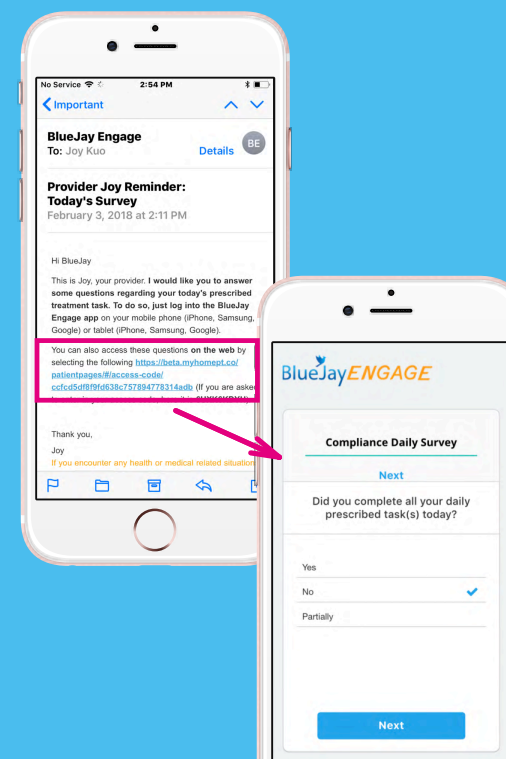 No Service
2:54 PM
Important
BlueJay Engage
To: Joy Kuo
Details
BE
Provider Joy Reminder:
Today's Survey
February 3, 2018 at 2:11 PM
Hi BlueJay
This is Joy, your provider. I would like you to answer
some questions regarding your today's prescribed
treatment task. To do so, just log into the BlueJay
Engage app on your mobile phone (iPhone, Samsung,
Google) or tablet (iPhone, Samsung, Google).
You can also access these questions on the web by
selecting the following https://beta.myhomept.co/
patientpages/#/access-code/
ccfcd5df8f9fd638c757894778314adb (If you are asked
Thank you,
Joy
If you encounter any health or medical related situation
BlueJay ENGAGE
Compliance Daily Survey
Next
Did you complete all your daily
prescribed task(s) today?
Yes
No
Partially
Next